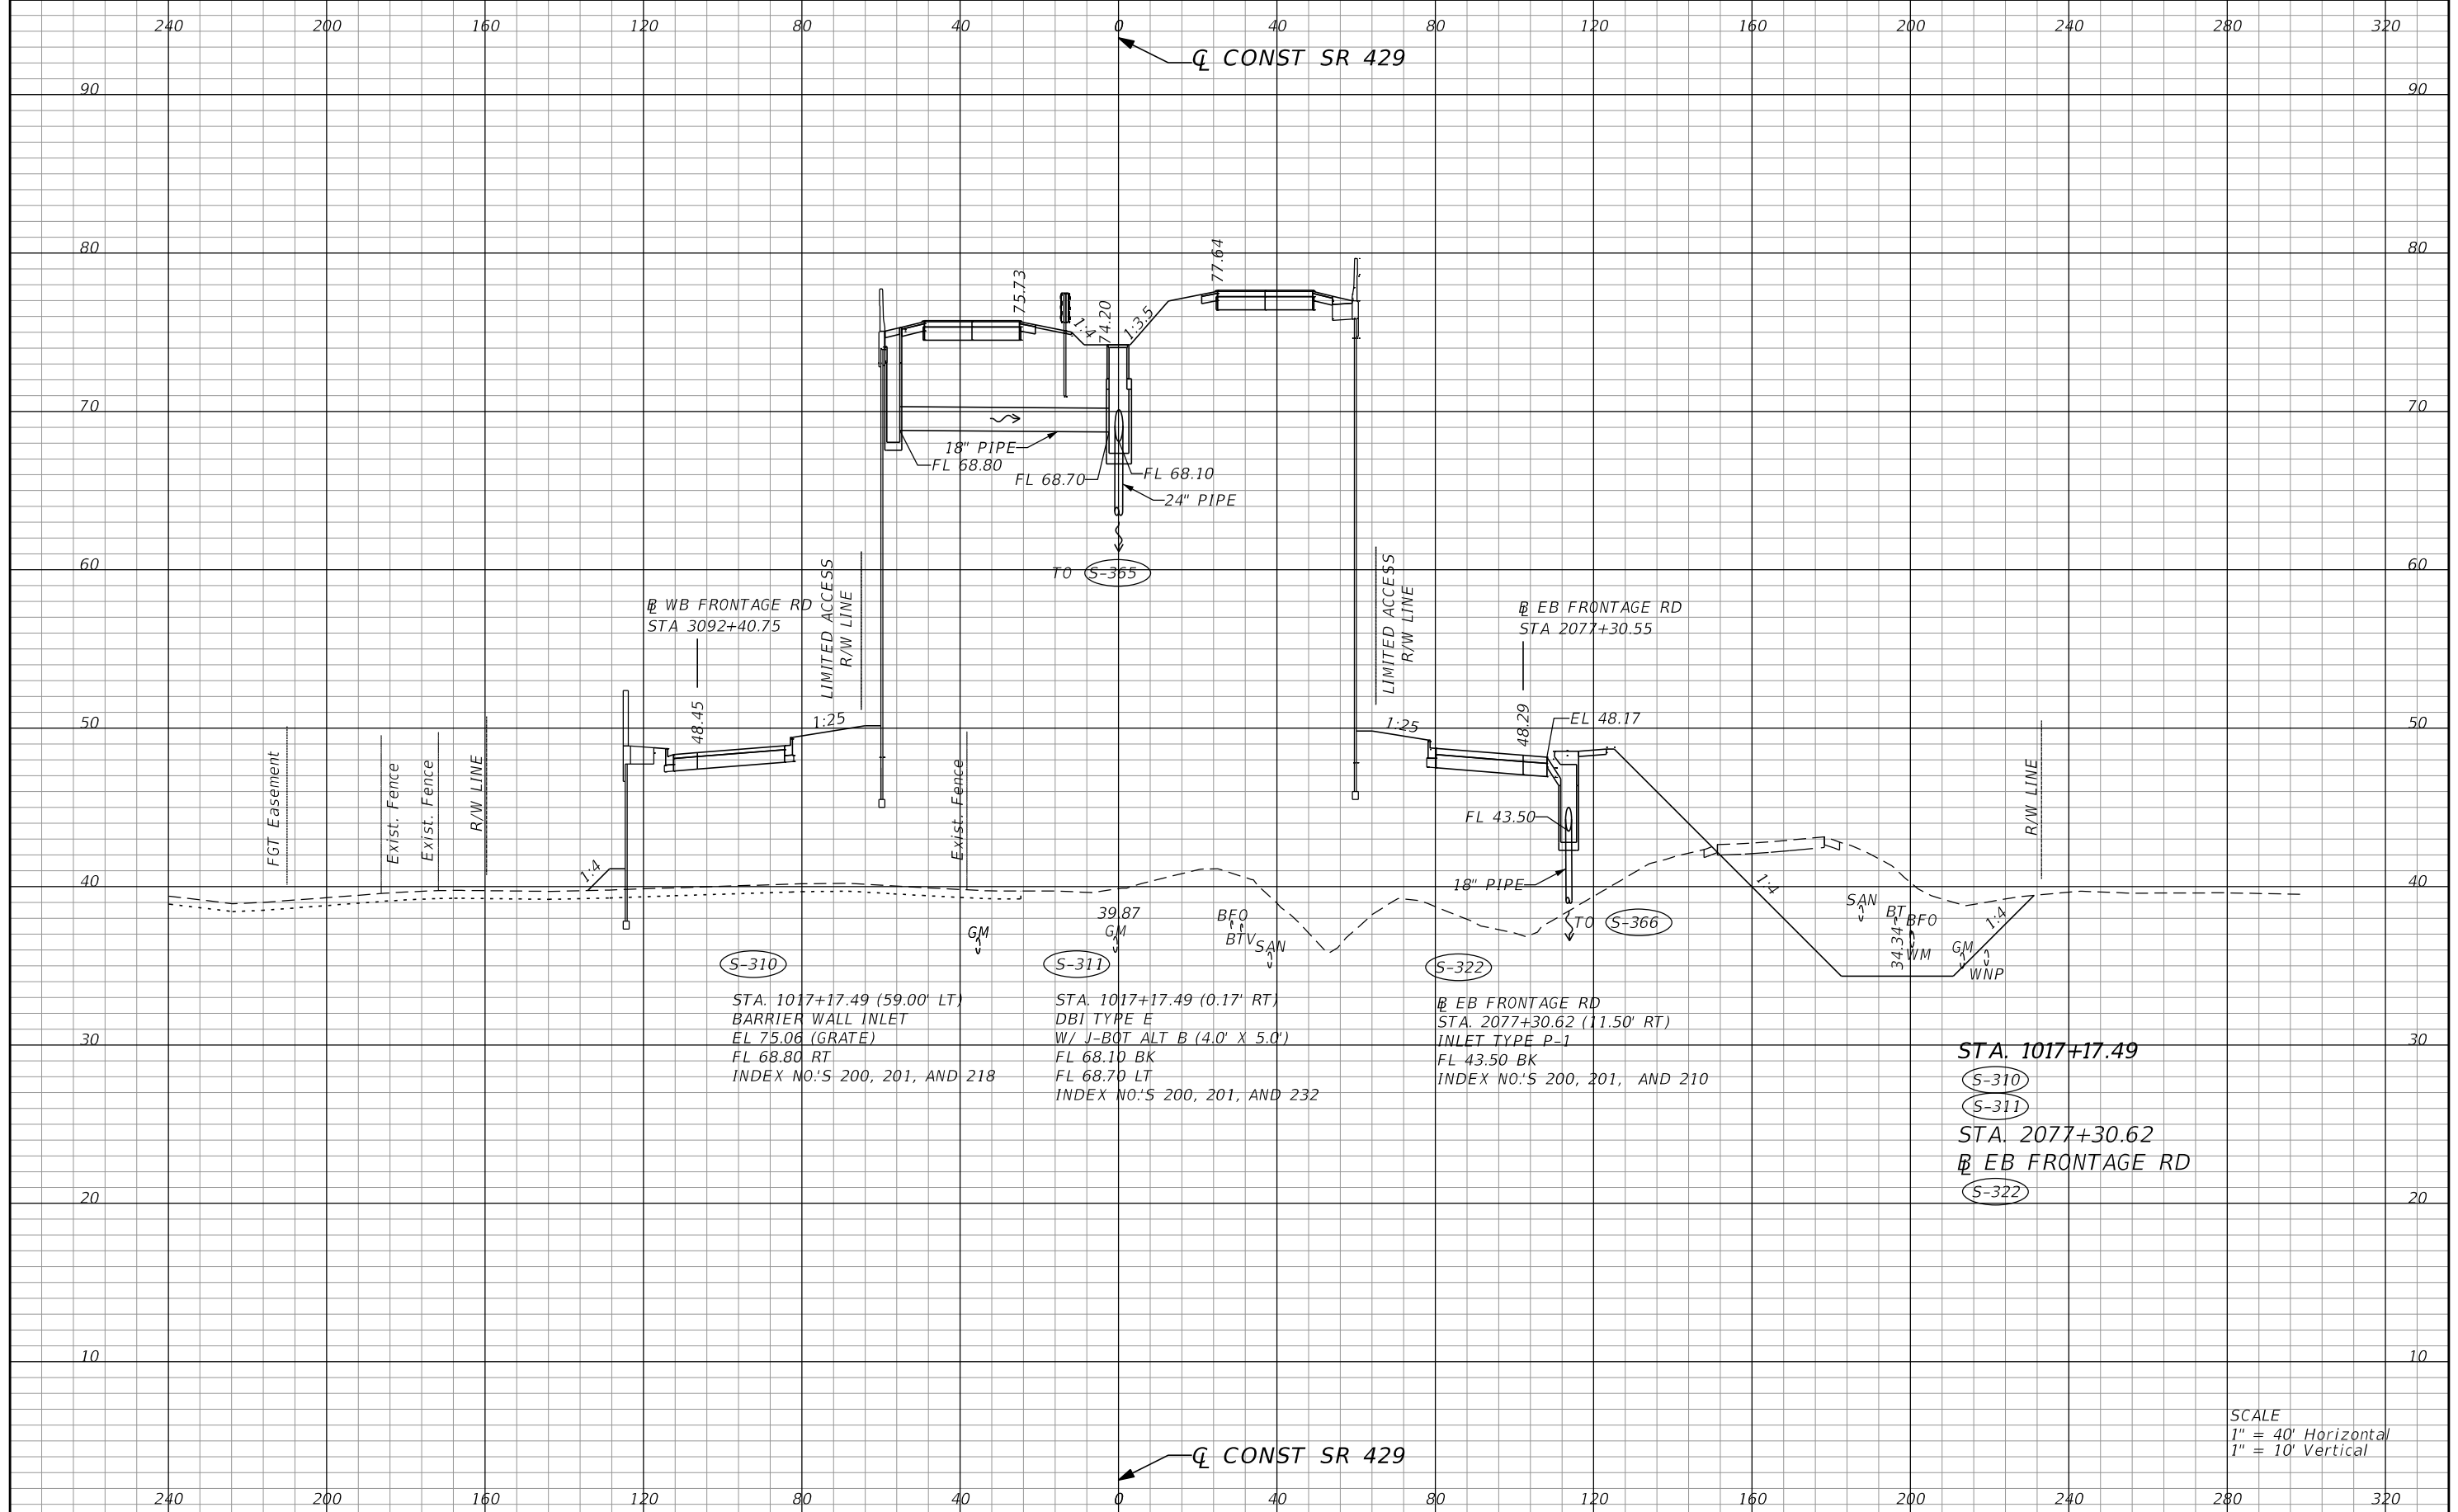 240 200 160 120 80 40 0 40 80 120 160 200 240 280 320
℄ CONST SR 429
90 90
80 80
77.64
75.73
74.20
1:4
1:3.5
70 70
18" PIPE
FL 68.80
FL 68.70
FL 68.10
24" PIPE
60 60
TO S-365
LIMITED ACCESS
R/W LINE
LIMITED ACCESS
R/W LINE
B̲L WB FRONTAGE RD
STA 3092+40.75
B̲L EB FRONTAGE RD
STA 2077+30.55
50 50
48.45
1:25
1:25
48.29
EL 48.17
FGT Easement
Exist. Fence
Exist. Fence
R/W LINE
Exist. Fence
R/W LINE
FL 43.50
1:4
40 40
18" PIPE
1:4
1:4
39.87
GM
GM
BFO
BTV
SAN
TO S-366
SAN
BT
BFO
34.34
WM
GM
WNP
S-310
STA. 1017+17.49 (59.00' LT)
BARRIER WALL INLET
EL 75.06 (GRATE)
FL 68.80 RT
INDEX NO.'S 200, 201, AND 218
S-311
STA. 1017+17.49 (0.17' RT)
DBI TYPE E
W/ J-BOT ALT B (4.0' X 5.0')
FL 68.10 BK
FL 68.70 LT
INDEX NO.'S 200, 201, AND 232
S-322
B̲L EB FRONTAGE RD
STA. 2077+30.62 (11.50' RT)
INLET TYPE P-1
FL 43.50 BK
INDEX NO.'S 200, 201, AND 210
30 30
STA. 1017+17.49
S-310
S-311
STA. 2077+30.62
B̲L EB FRONTAGE RD
S-322
20 20
10 10
SCALE
1" = 40' Horizontal
1" = 10' Vertical
℄ CONST SR 429
240 200 160 120 80 40 0 40 80 120 160 200 240 280 320